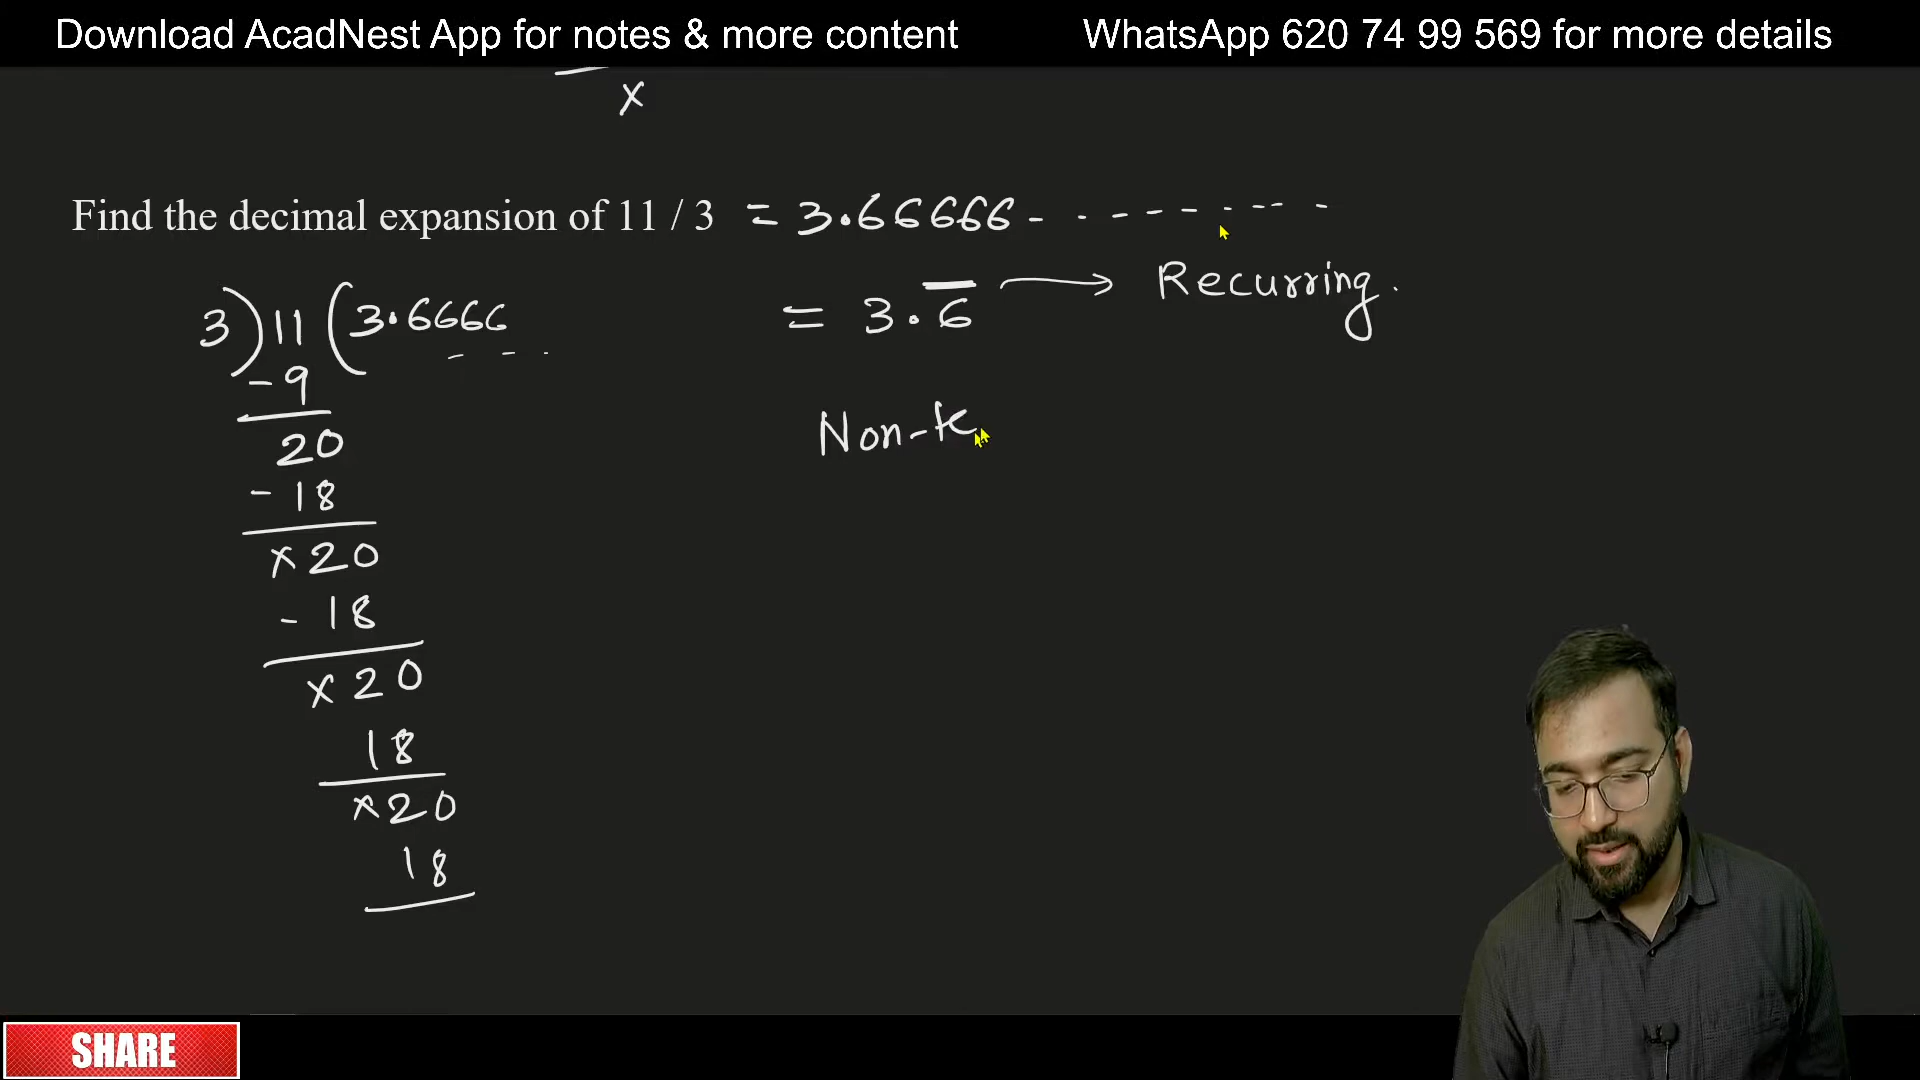 Download AcadNest App for notes & more content
WhatsApp 620 74 99 569 for more details
x
Find the decimal expansion of 11 / 3 = 3.66666- - - - - - - -
3)11(3.6666
- - -
= 3.6̅ → Recurring.
-9
20
Non-te
-18
x20
-18
x20
18
x20
18
SHARE